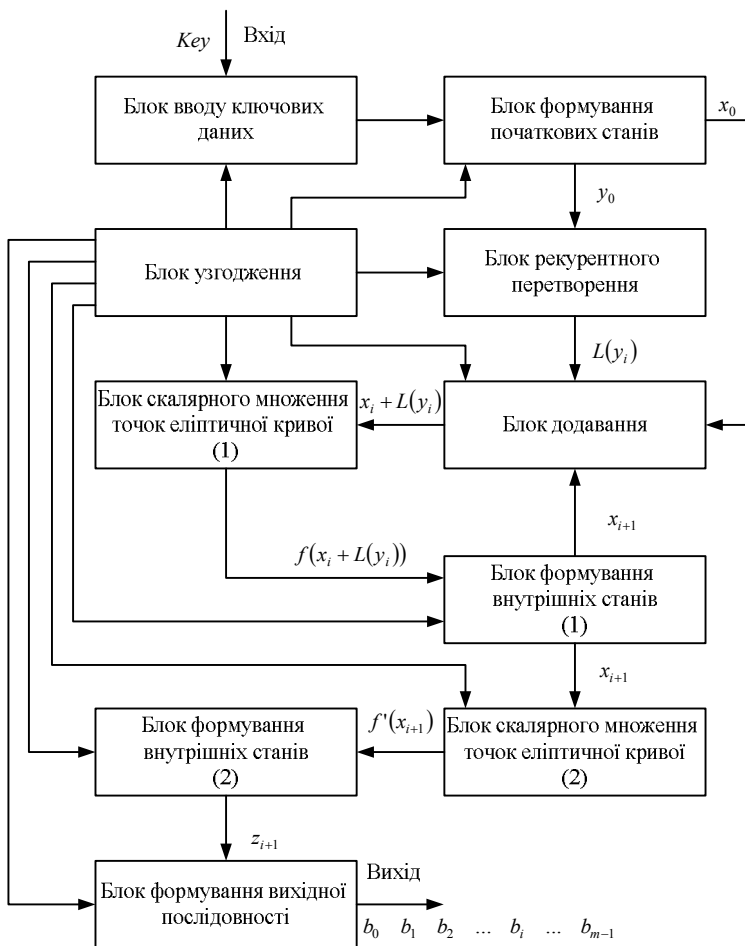 Key Вхід
Блок вводу ключових
даних
Блок формування
початкових станів
x₀
y₀
Блок узгодження
Блок рекурентного
перетворення
L(yᵢ)
Блок скалярного множення
точок еліптичної кривої
(1)
xᵢ + L(yᵢ)
Блок додавання
xᵢ₊₁
f(xᵢ + L(yᵢ))
Блок формування
внутрішніх станів
(1)
xᵢ₊₁
Блок формування
внутрішніх станів
(2)
f'(xᵢ₊₁)
Блок скалярного множення
точок еліптичної кривої
(2)
zᵢ₊₁
Блок формування вихідної
послідовності
Вихід
b₀ b₁ b₂ ... bᵢ ... bₘ₋₁